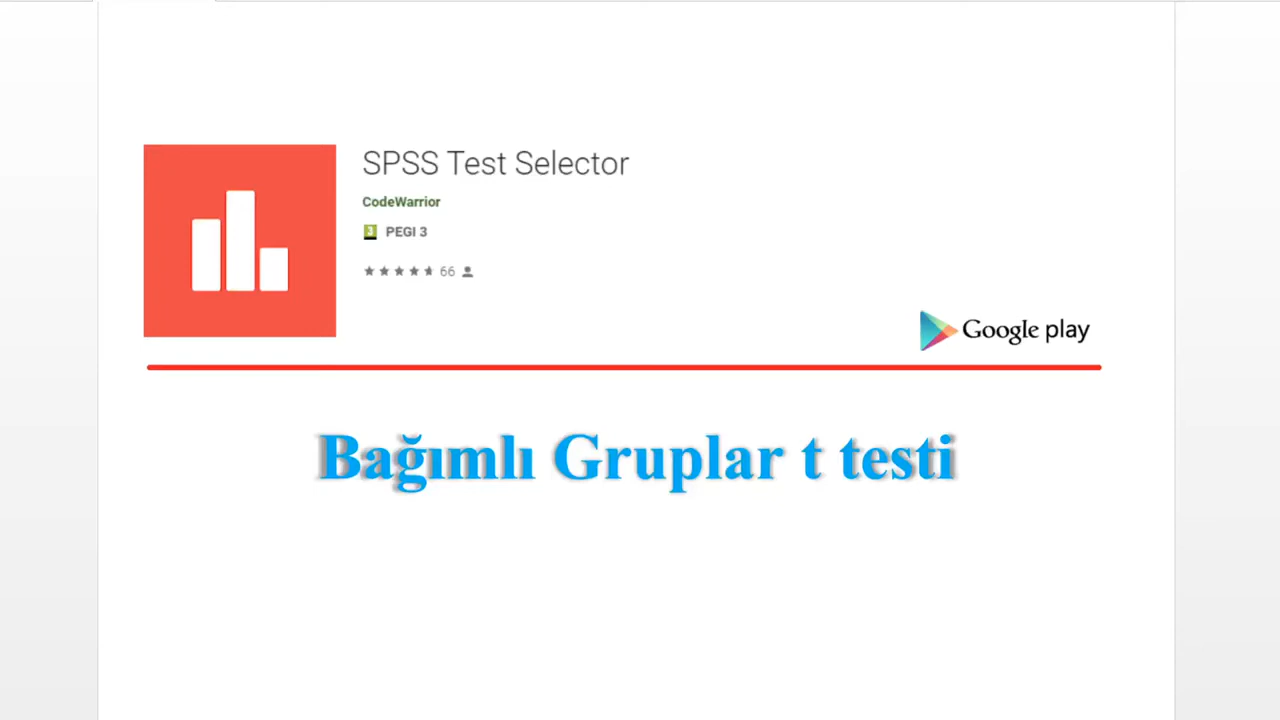 SPSS Test Selector
CodeWarrior
3 PEGI 3
66
Google play
Bağımlı Gruplar t testi